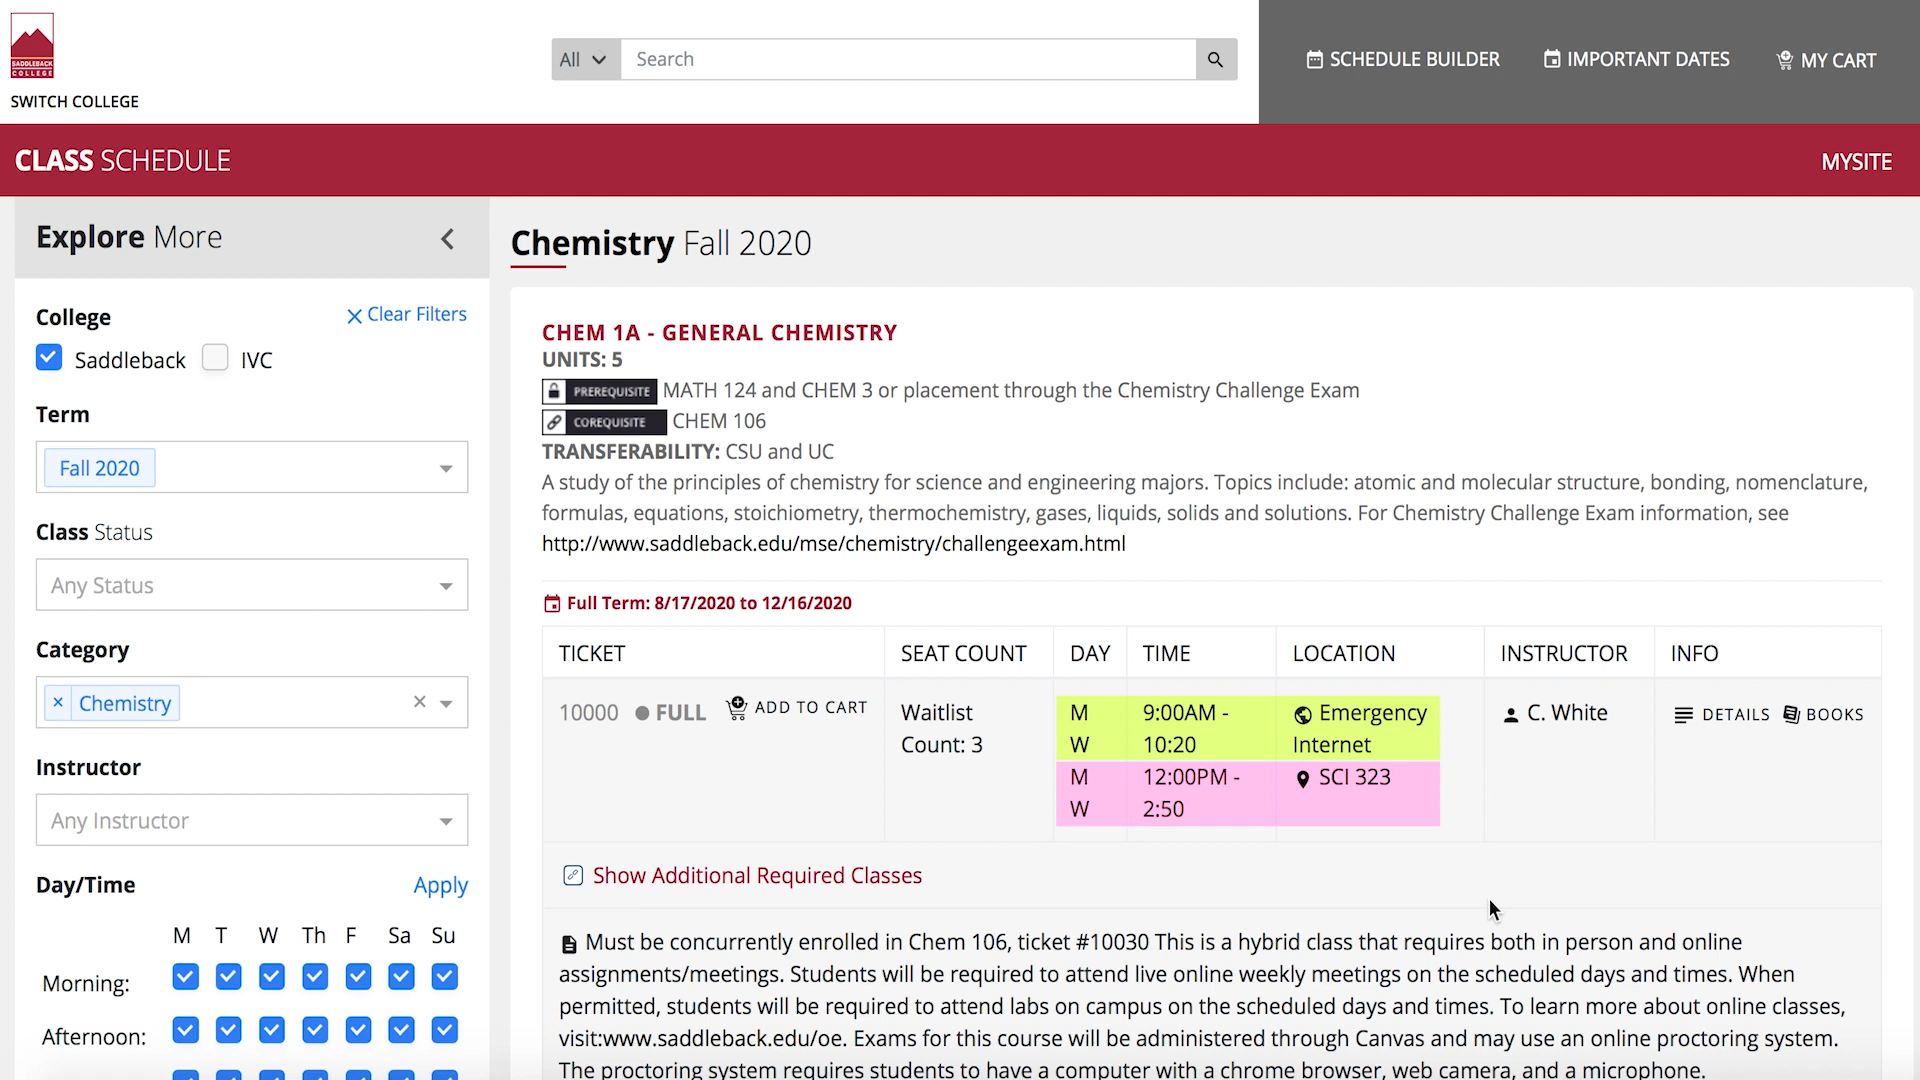 SADDLEBACK
COLLEGE
SWITCH COLLEGE
All
Search
SCHEDULE BUILDER
IMPORTANT DATES
MY CART
CLASS SCHEDULE
MYSITE
Explore More
College
Clear Filters
Saddleback
IVC
Term
Fall 2020
Class Status
Any Status
Category
× Chemistry
Instructor
Any Instructor
Day/Time
Apply
M T W Th F Sa Su
Morning:
Afternoon:
Chemistry Fall 2020
CHEM 1A - GENERAL CHEMISTRY
UNITS: 5
PREREQUISITE MATH 124 and CHEM 3 or placement through the Chemistry Challenge Exam
COREQUISITE CHEM 106
TRANSFERABILITY: CSU and UC
A study of the principles of chemistry for science and engineering majors. Topics include: atomic and molecular structure, bonding, nomenclature,
formulas, equations, stoichiometry, thermochemistry, gases, liquids, solids and solutions. For Chemistry Challenge Exam information, see
http://www.saddleback.edu/mse/chemistry/challengeexam.html
Full Term: 8/17/2020 to 12/16/2020
TICKET SEAT COUNT DAY TIME LOCATION INSTRUCTOR INFO
10000 FULL ADD TO CART Waitlist M 9:00AM - Emergency C. White DETAILS BOOKS
Count: 3 W 10:20 Internet
M 12:00PM - SCI 323
W 2:50
Show Additional Required Classes
Must be concurrently enrolled in Chem 106, ticket #10030 This is a hybrid class that requires both in person and online
assignments/meetings. Students will be required to attend live online weekly meetings on the scheduled days and times. When
permitted, students will be required to attend labs on campus on the scheduled days and times. To learn more about online classes,
visit:www.saddleback.edu/oe. Exams for this course will be administered through Canvas and may use an online proctoring system.
The proctoring system requires students to have a computer with a chrome browser, web camera, and a microphone.